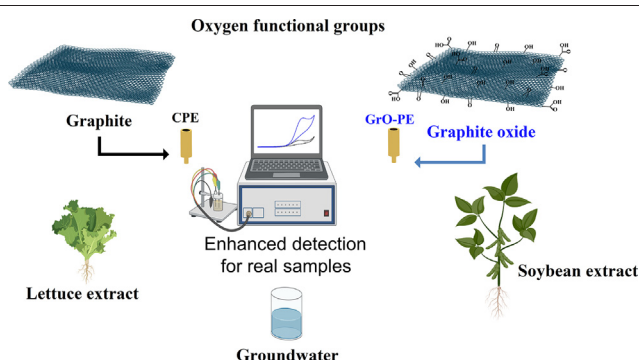 Oxygen functional groups
Graphite
CPE
GrO-PE
Graphite oxide
Enhanced detection
for real samples
Lettuce extract
Soybean extract
Groundwater